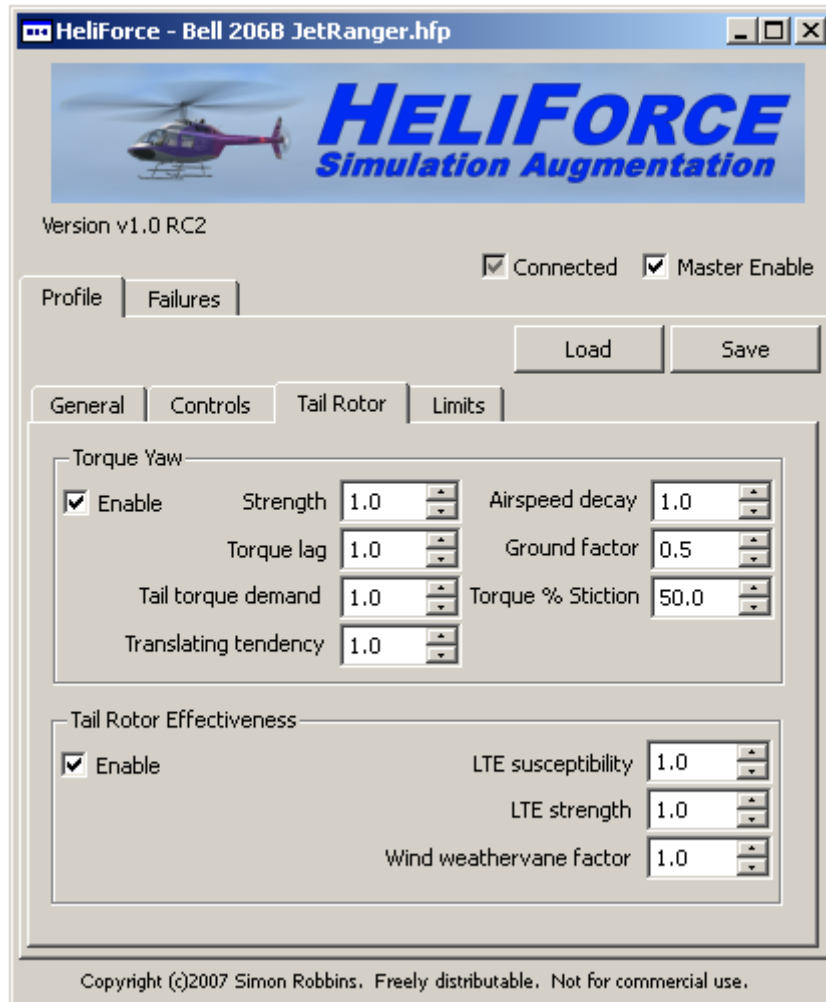 HeliForce - Bell 206B JetRanger.hfp
HELIFORCE
Simulation Augmentation
Version v1.0 RC2
Connected Master Enable
Profile Failures
Load Save
General Controls Tail Rotor Limits
Torque Yaw
Enable Strength 1.0 Airspeed decay 1.0
Torque lag 1.0 Ground factor 0.5
Tail torque demand 1.0 Torque % Stiction 50.0
Translating tendency 1.0
Tail Rotor Effectiveness
Enable LTE susceptibility 1.0
LTE strength 1.0
Wind weathervane factor 1.0
Copyright (c)2007 Simon Robbins. Freely distributable. Not for commercial use.